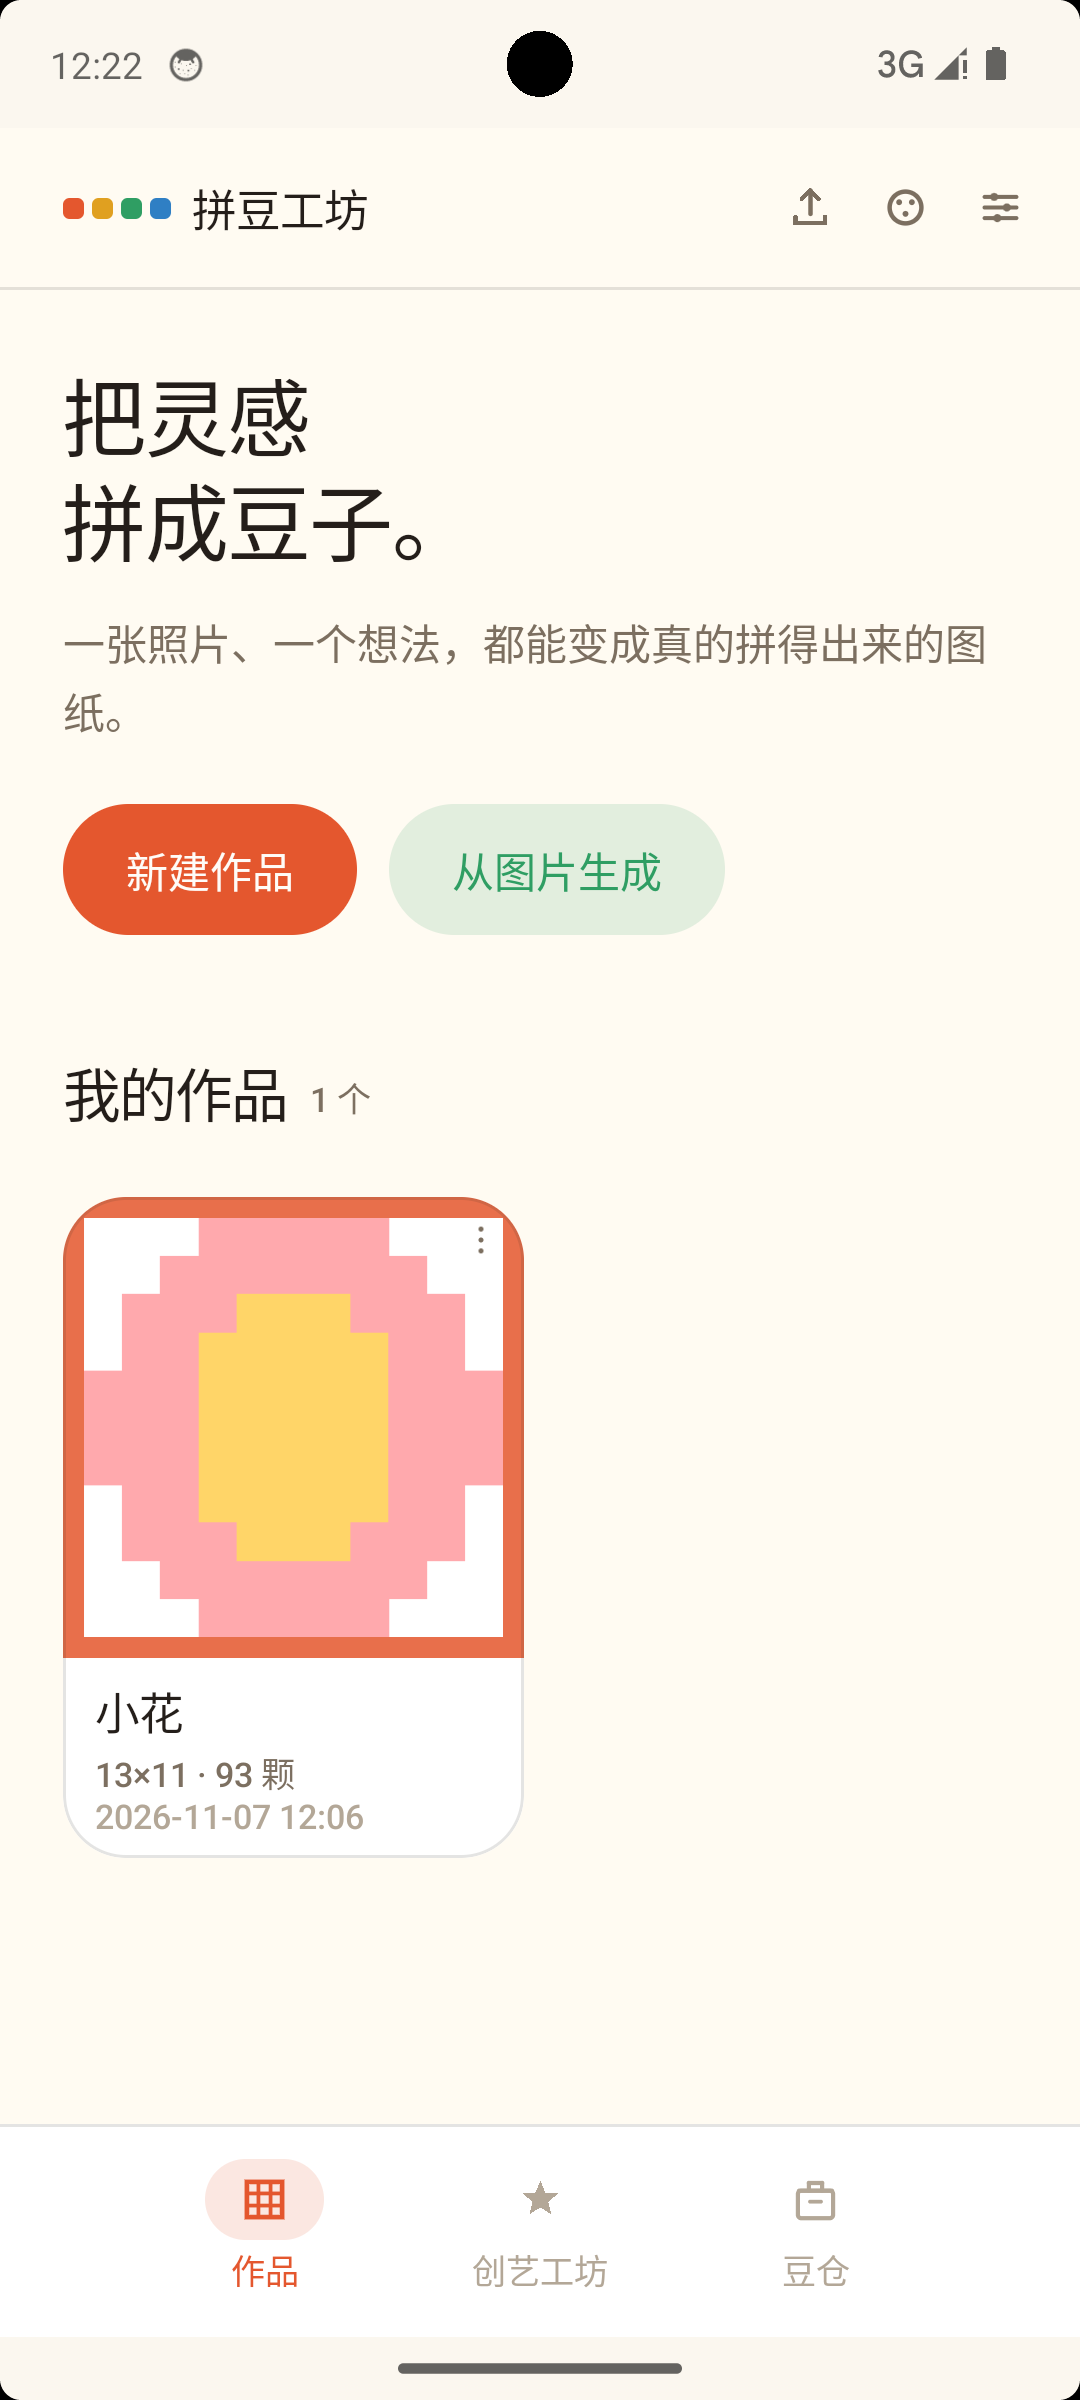 12:22
3G
拼豆工坊
把灵感
拼成豆子。
一张照片、一个想法，都能变成真的拼得出来的图
纸。
新建作品
从图片生成
我的作品 1 个
小花
13×11 · 93 颗
2026-11-07 12:06
作品
创艺工坊
豆仓